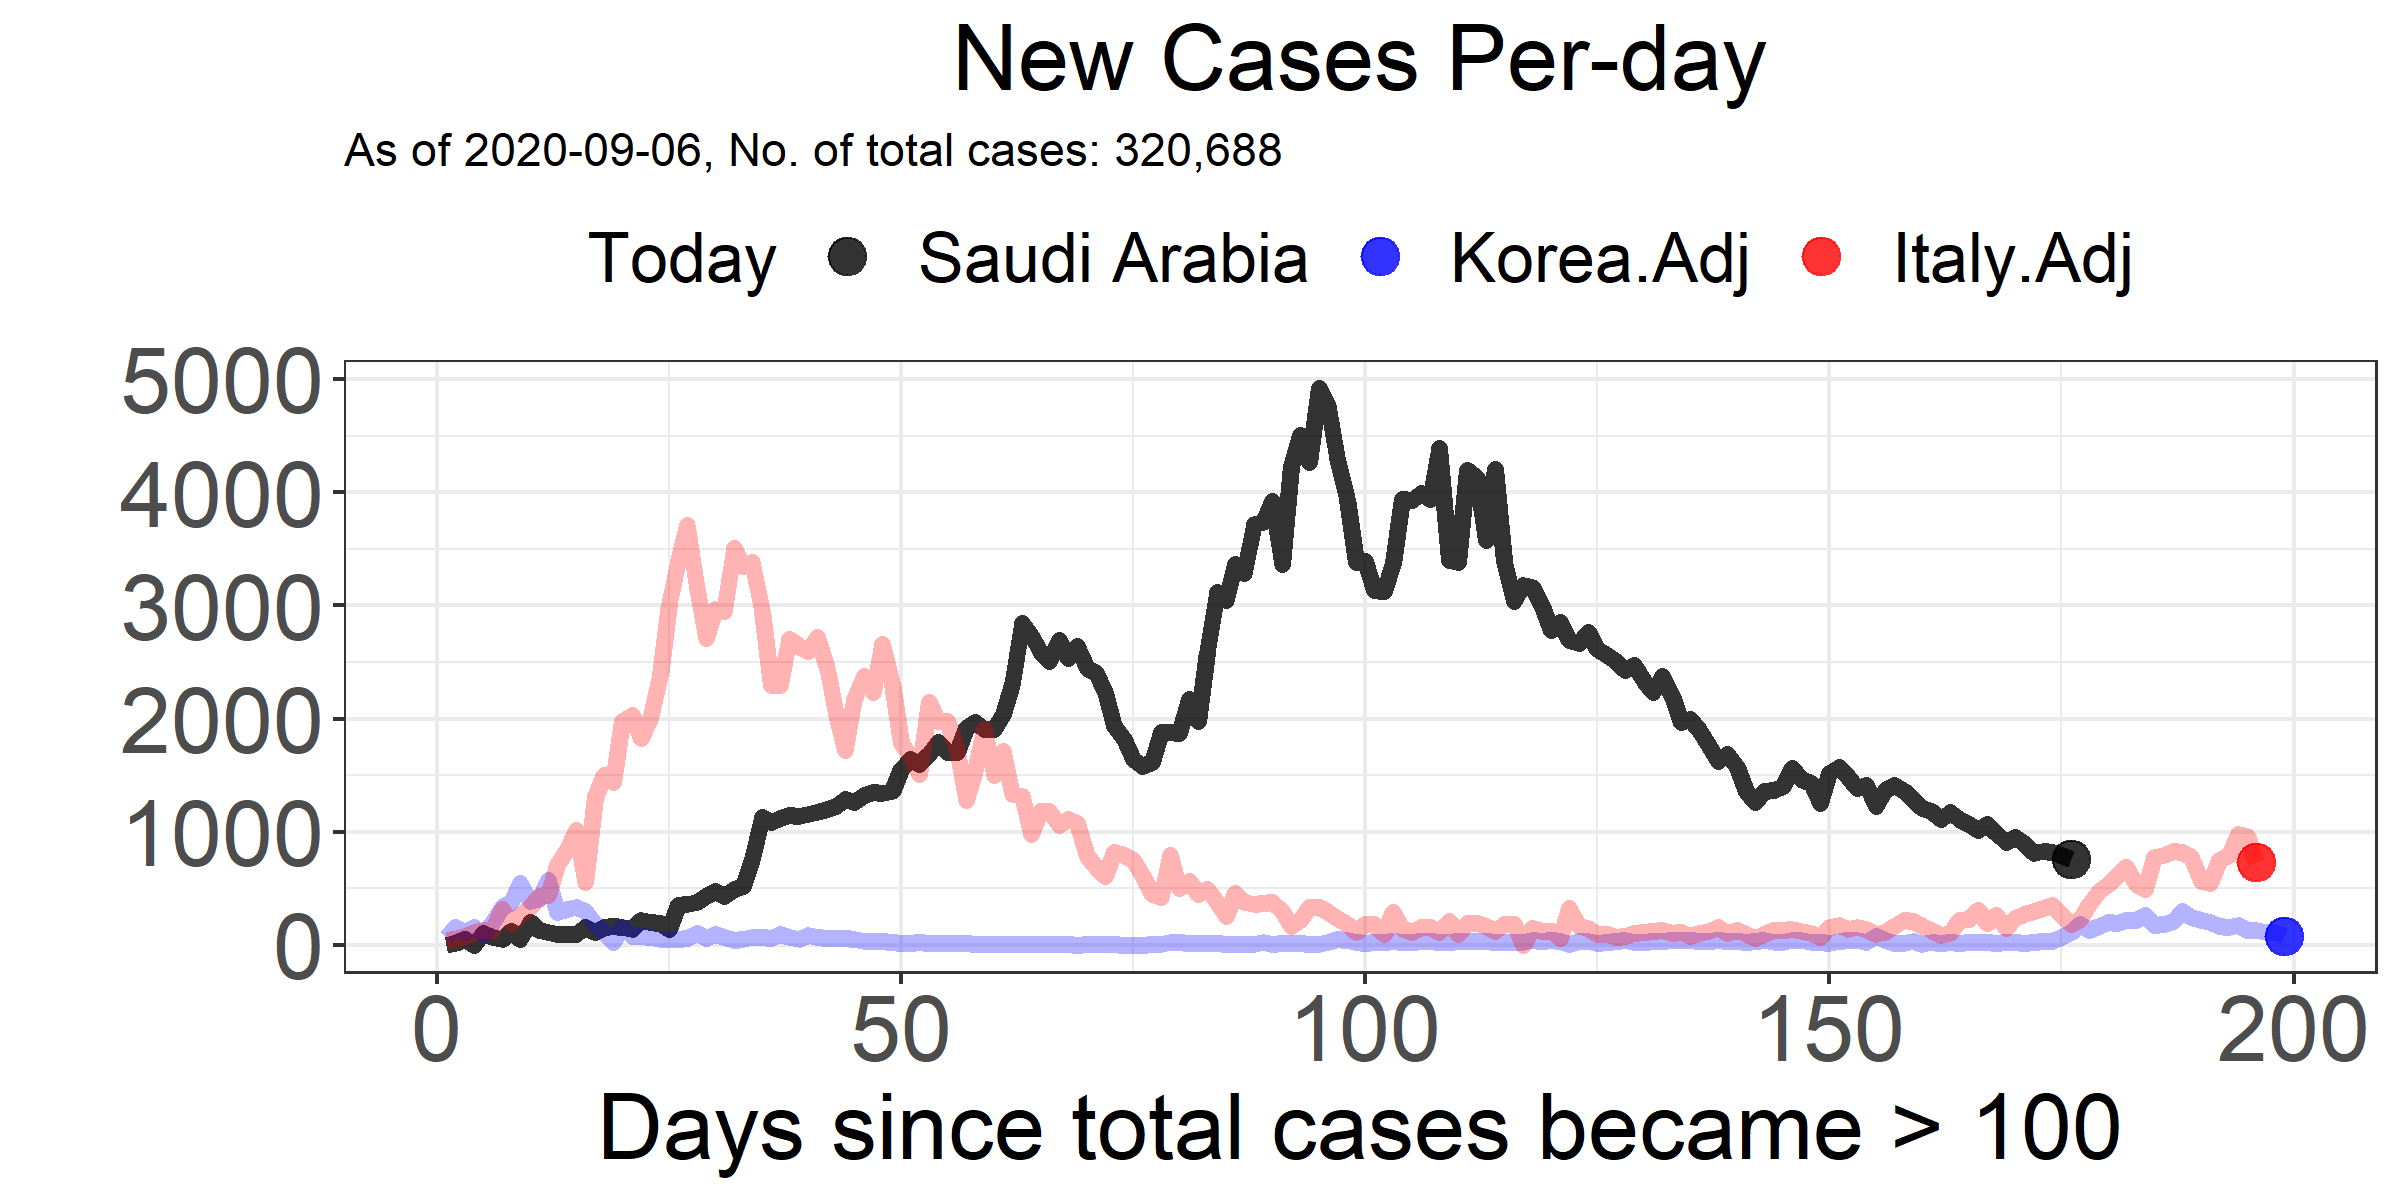 New Cases Per-day
As of 2020-09-06, No. of total cases: 320,688
Today Saudi Arabia Korea.Adj Italy.Adj
5000
4000
3000
2000
1000
0
0 50 100 150 200
Days since total cases became > 100